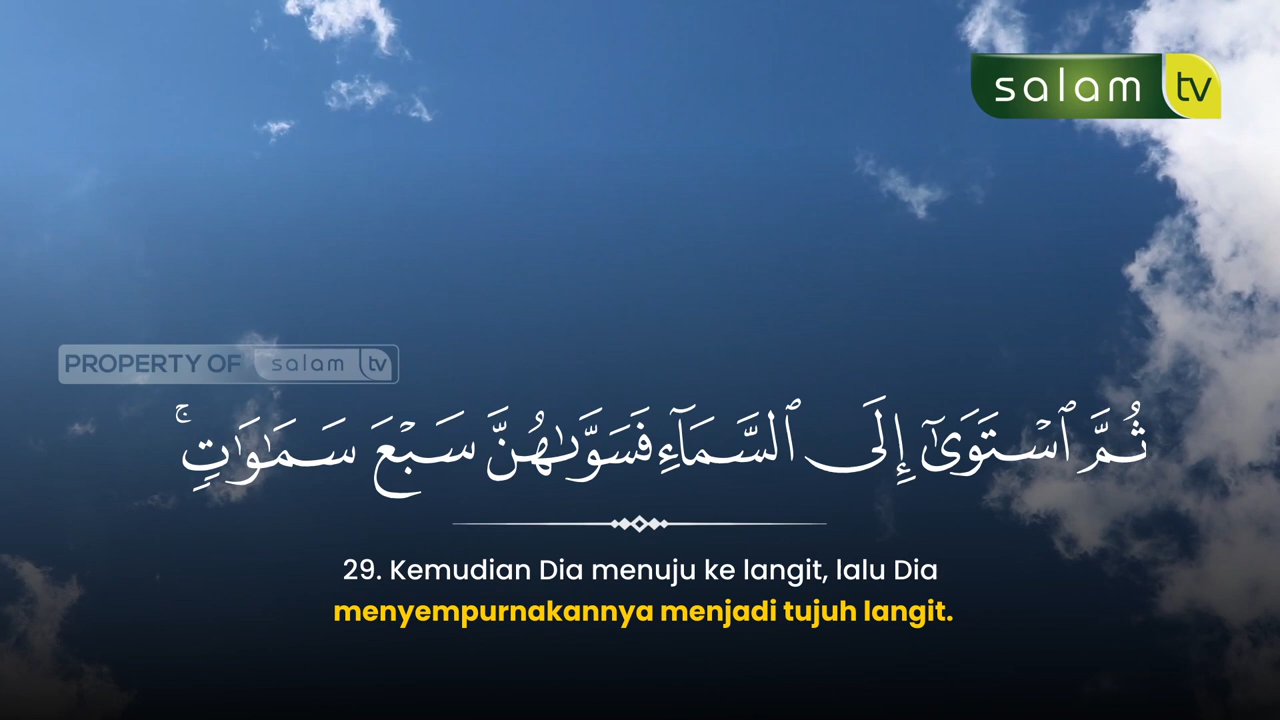 salam tv
PROPERTY OF salam tv
ثُمَّ ٱسْتَوَىٰٓ إِلَى ٱلسَّمَآءِ فَسَوَّىٰهُنَّ سَبْعَ سَمَٰوَٰتٍ ۚ
29. Kemudian Dia menuju ke langit, lalu Dia
menyempurnakannya menjadi tujuh langit.